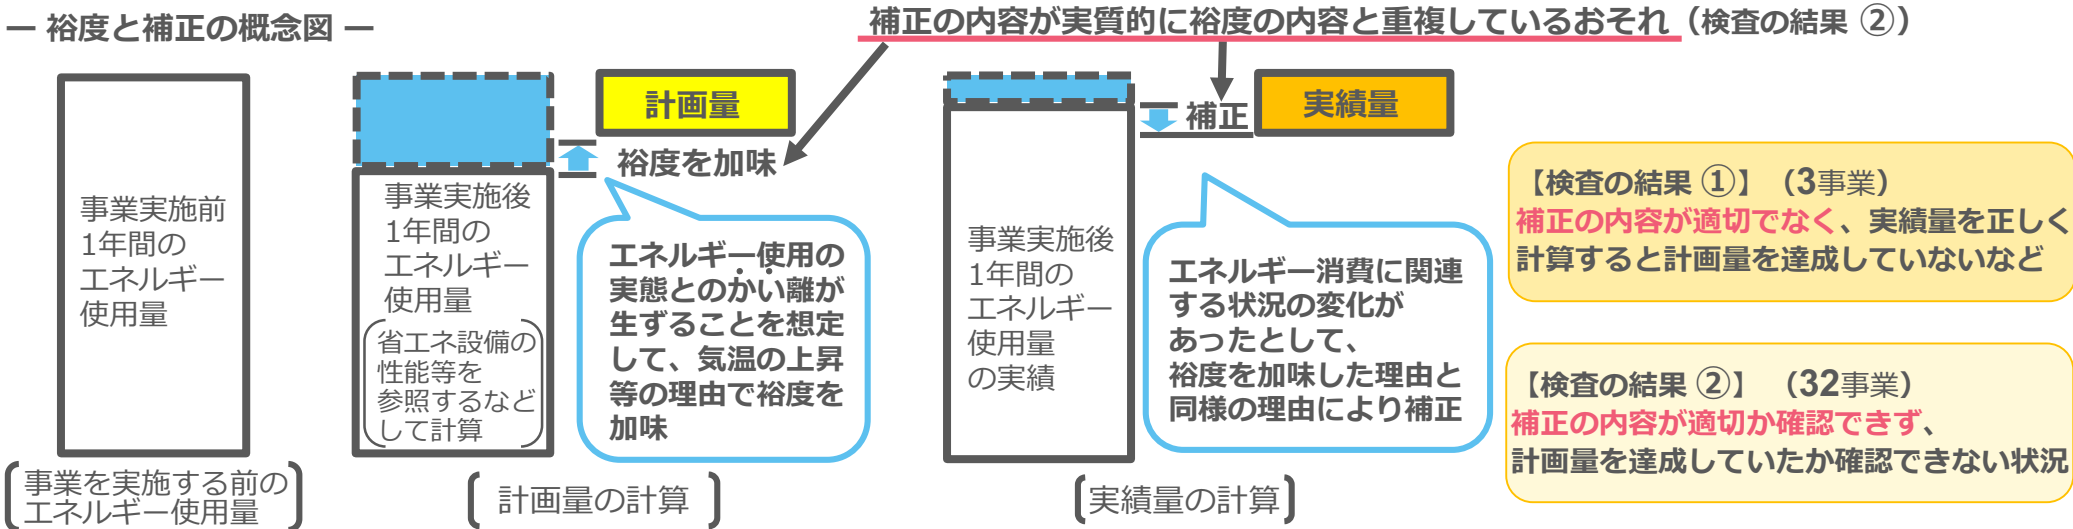 ー 裕度と補正の概念図 ー
補正の内容が実質的に裕度の内容と重複しているおそれ（検査の結果 ②）
事業実施前
1年間の
エネルギー
使用量
事業を実施する前の
エネルギー使用量
計画量
裕度を加味
事業実施後
1年間の
エネルギー
使用量
省エネ設備の
性能等を
参照するなど
して計算
計画量の計算
エネルギー使用の
実態とのかい離が
生ずることを想定
して、気温の上昇
等の理由で裕度を
加味
補正
実績量
事業実施後
1年間の
エネルギー
使用量
の実績
実績量の計算
エネルギー消費に関連
する状況の変化が
あったとして、
裕度を加味した理由と
同様の理由により補正
【検査の結果 ①】（3事業）
補正の内容が適切でなく、実績量を正しく
計算すると計画量を達成していないなど
【検査の結果 ②】（32事業）
補正の内容が適切か確認できず、
計画量を達成していたか確認できない状況